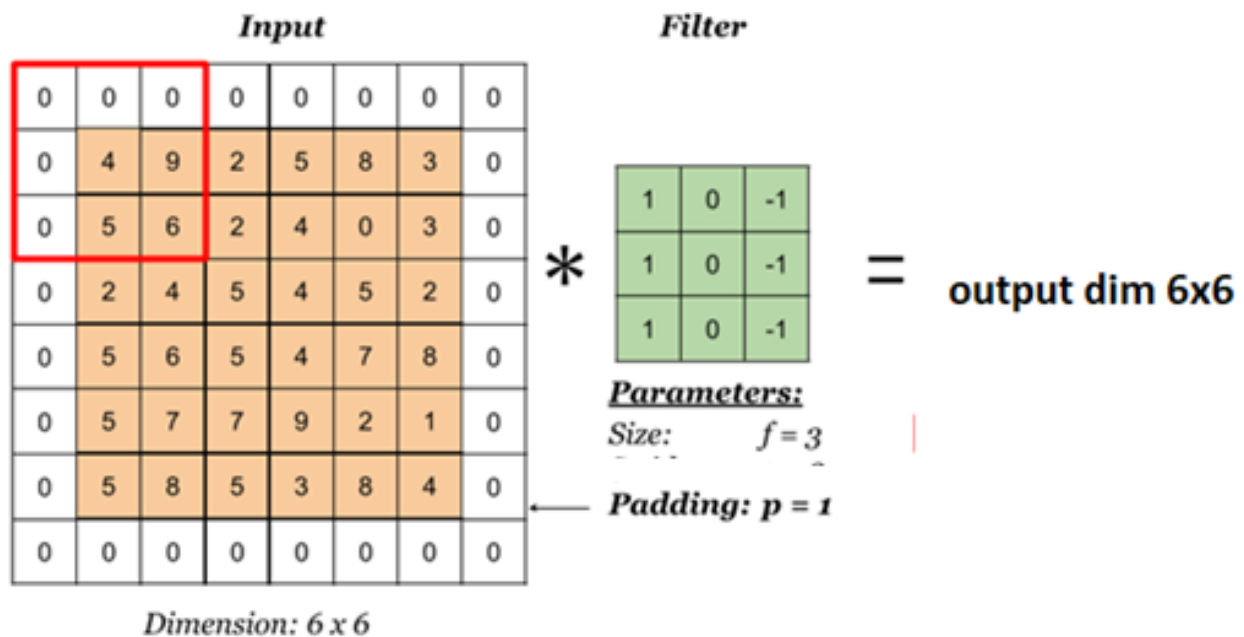 Input
Filter
0 0 0 0 0 0 0 0
0 4 9 2 5 8 3 0
0 5 6 2 4 0 3 0
0 2 4 5 4 5 2 0
0 5 6 5 4 7 8 0
0 5 7 7 9 2 1 0
0 5 8 5 3 8 4 0
0 0 0 0 0 0 0 0
Dimension: 6 x 6
*
1 0 -1
1 0 -1
1 0 -1
Parameters:
Size: f = 3
Padding: p = 1
=
output dim 6x6